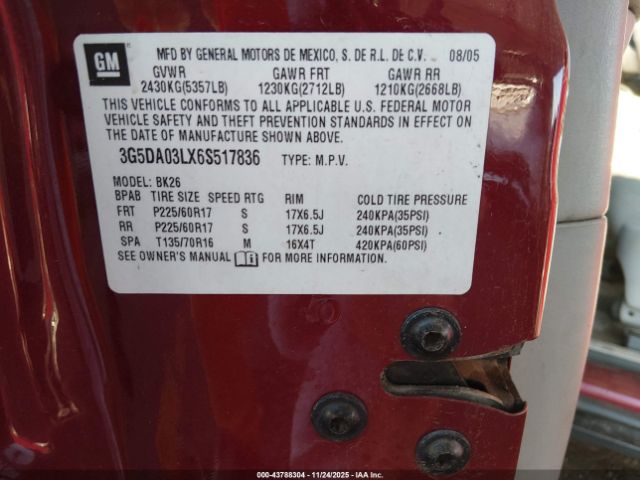 GM
MFD BY GENERAL MOTORS DE MEXICO, S. DE R.L. DE C.V. 08/05
GVWR GAWR FRT GAWR RR
2430KG(5357LB) 1230KG(2712LB) 1210KG(2668LB)
THIS VEHICLE CONFORMS TO ALL APPLICABLE U.S. FEDERAL MOTOR
VEHICLE SAFETY AND THEFT PREVENTION STANDARDS IN EFFECT ON THE
DATE OF MANUFACTURE SHOWN ABOVE.
3G5DA03LX6S517836 TYPE: M.P.V.
MODEL: BK26
BPAB TIRE SIZE SPEED RTG RIM COLD TIRE PRESSURE
FRT P225/60R17 S 17X6.5J 240KPA(35PSI)
RR P225/60R17 S 17X6.5J 240KPA(35PSI)
SPA T135/70R16 M 16X4T 420KPA(60PSI)
SEE OWNER'S MANUAL FOR MORE INFORMATION.
000-43788304 - 11/24/2025 - IAA Inc.